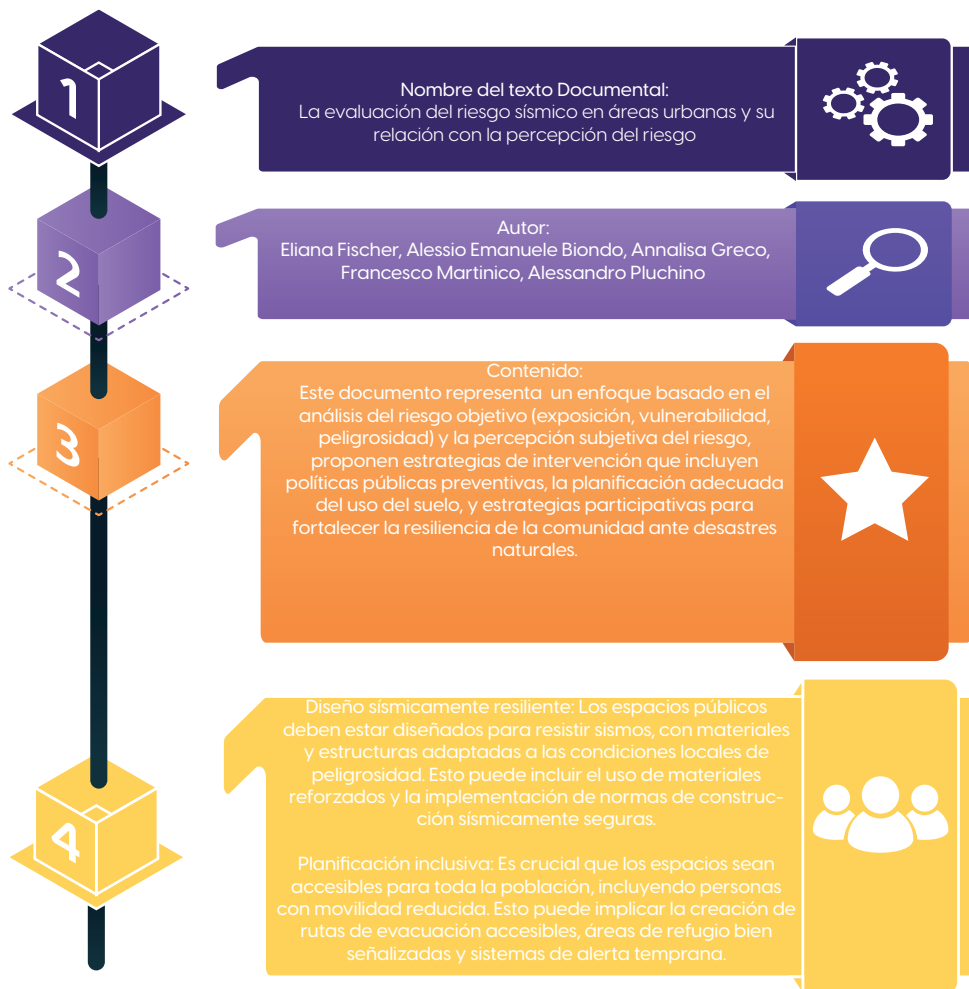 1
Nombre del texto Documental:
La evaluación del riesgo sísmico en áreas urbanas y su
relación con la percepción del riesgo
2
Autor:
Eliana Fischer, Alessio Emanuele Biondo, Annalisa Greco,
Francesco Martinico, Alessandro Pluchino
3
Contenido:
Este documento representa un enfoque basado en el
análisis del riesgo objetivo (exposición, vulnerabilidad,
peligrosidad) y la percepción subjetiva del riesgo,
proponen estrategias de intervención que incluyen
políticas públicas preventivas, la planificación adecuada
del uso del suelo, y estrategias participativas para
fortalecer la resiliencia de la comunidad ante desastres
naturales.
4
Diseño sísmicamente resiliente: Los espacios públicos
deben estar diseñados para resistir sismos, con materiales
y estructuras adaptadas a las condiciones locales de
peligrosidad. Esto puede incluir el uso de materiales
reforzados y la implementación de normas de construc-
ción sísmicamente seguras.
Planificación inclusiva: Es crucial que los espacios sean
accesibles para toda la población, incluyendo personas
con movilidad reducida. Esto puede implicar la creación de
rutas de evacuación accesibles, áreas de refugio bien
señalizadas y sistemas de alerta temprana.